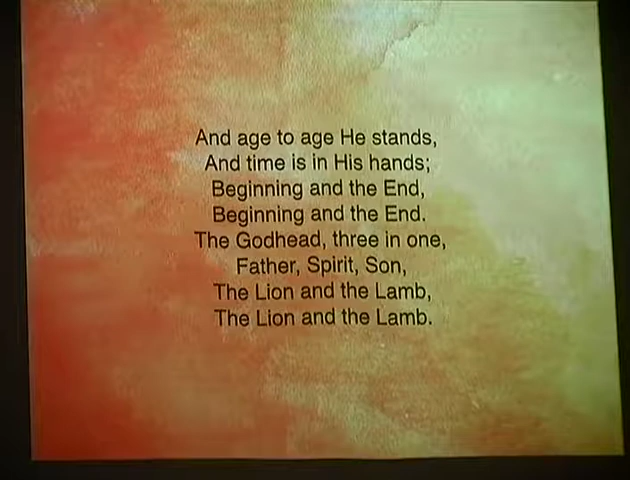 And age to age He stands,
And time is in His hands;
Beginning and the End,
Beginning and the End.
The Godhead, three in one,
Father, Spirit, Son,
The Lion and the Lamb,
The Lion and the Lamb.